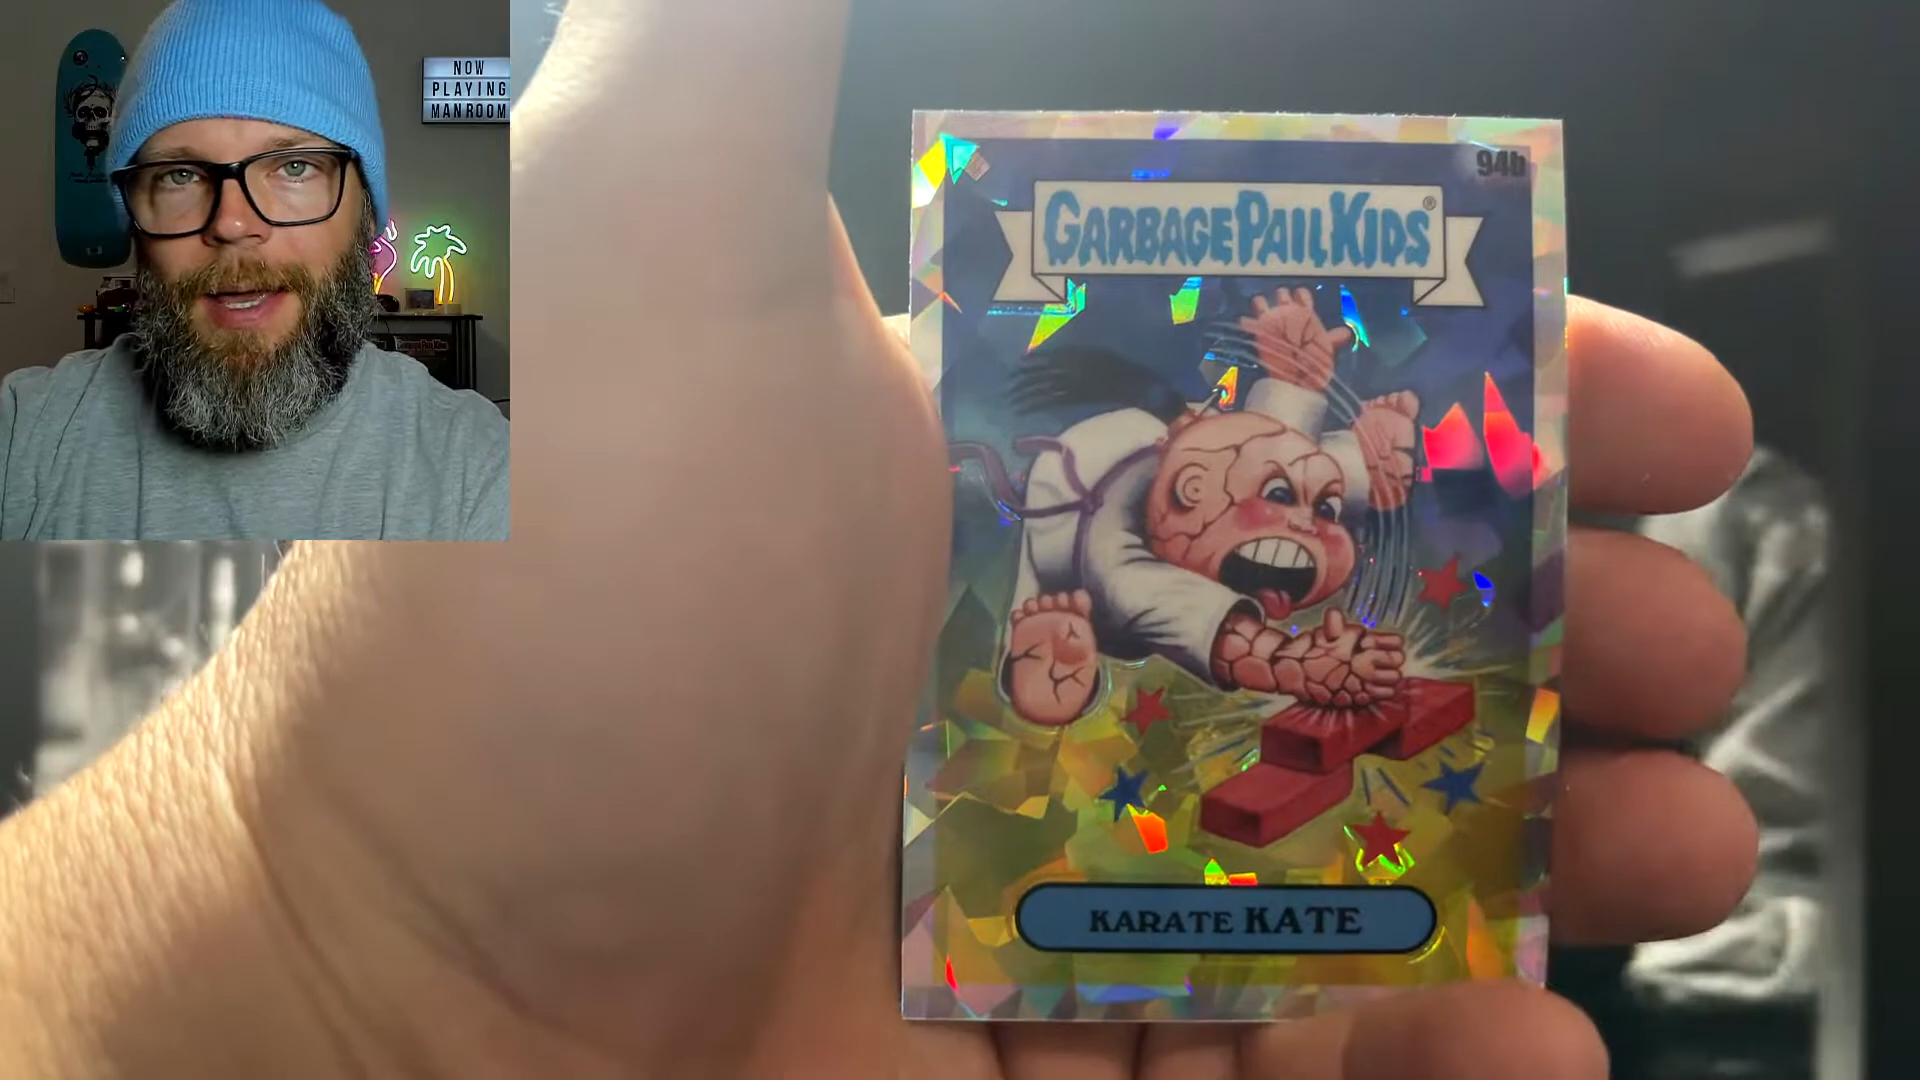 NOW
PLAYING
MANROOM
94b
GARBAGE PAIL KIDS®
KARATE KATE